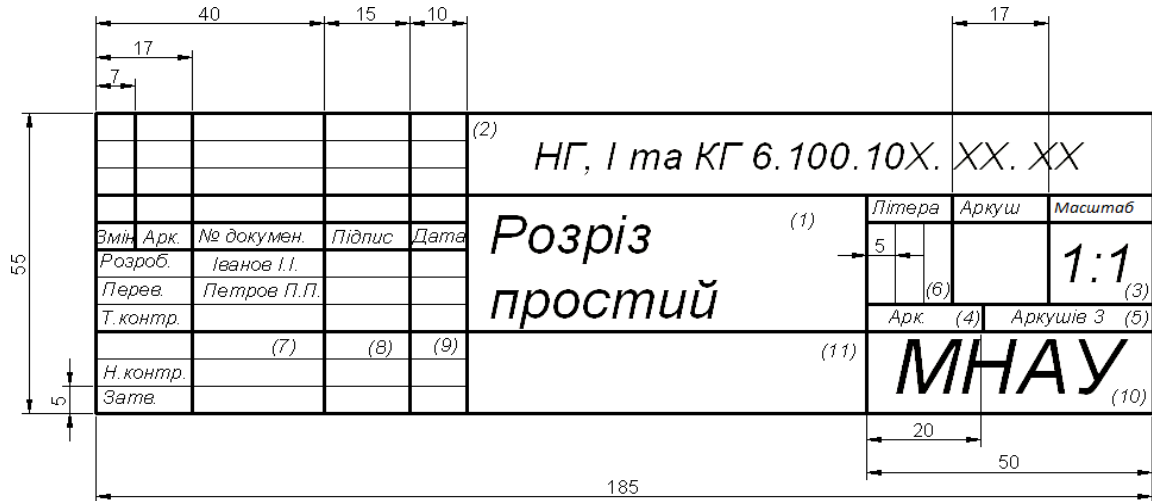 40 15 10 17
17
7
(2)
НГ, І та КГ 6.100.10Х. ХХ. ХХ
Розріз
простий
(1)
Літера Аркуш Масштаб
Змін Арк. № докумен. Підпис Дата
Розроб. Іванов І.І.
Перев. Петров П.П.
Т.контр.
5
(6)
1:1
(3)
Арк. (4) Аркушів 3 (5)
(7) (8) (9)
(11)
Н.контр.
Затв.
МНАУ
(10)
55
5
20
50
185